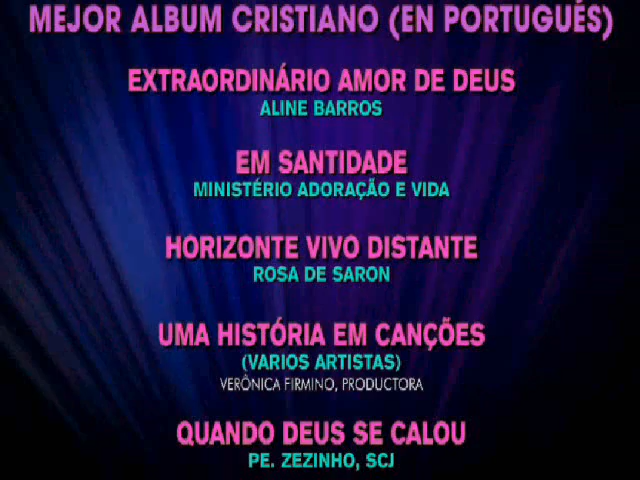 MEJOR ALBUM CRISTIANO (EN PORTUGUÉS)
EXTRAORDINÁRIO AMOR DE DEUS
ALINE BARROS
EM SANTIDADE
MINISTÉRIO ADORAÇÃO E VIDA
HORIZONTE VIVO DISTANTE
ROSA DE SARON
UMA HISTÓRIA EM CANÇÕES
(VARIOS ARTISTAS)
VERÔNICA FIRMINO, PRODUCTORA
QUANDO DEUS SE CALOU
PE. ZEZINHO, SCJ